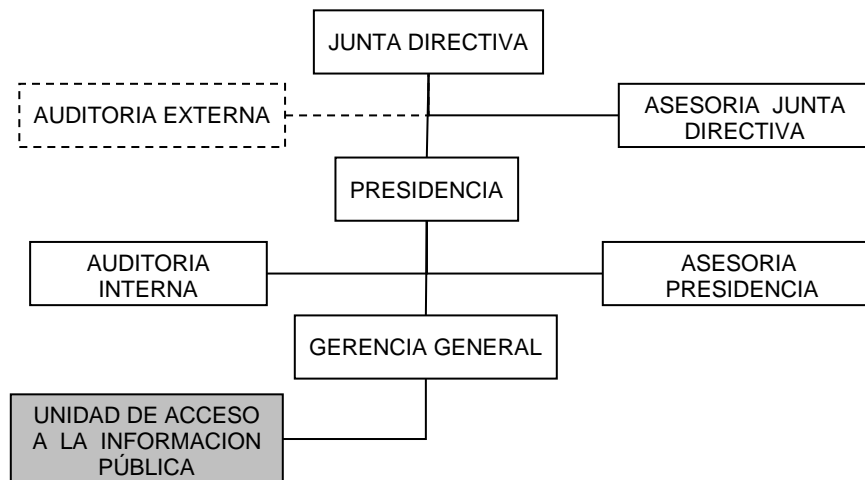 JUNTA DIRECTIVA
AUDITORIA EXTERNA
ASESORIA JUNTA
DIRECTIVA
PRESIDENCIA
AUDITORIA
INTERNA
ASESORIA
PRESIDENCIA
GERENCIA GENERAL
UNIDAD DE ACCESO
A LA INFORMACION
PÚBLICA